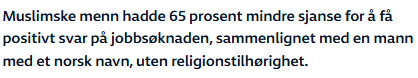 Muslimske menn hadde 65 prosent mindre sjanse for å få
positivt svar på jobbsøknaden, sammenlignet med en mann
med et norsk navn, uten religionstilhørighet.